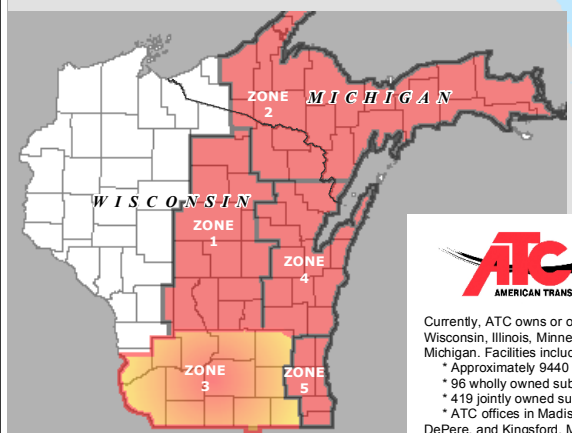 ZONE
2
MICHIGAN
WISCONSIN
ZONE
1
ZONE
4
ZONE
3
ZONE
5
ATC
AMERICAN TRANS
Currently, ATC owns or o
Wisconsin, Illinois, Minne
Michigan. Facilities includ
* Approximately 9440
* 96 wholly owned sub
* 419 jointly owned su
* ATC offices in Madis
DePere, and Kingsford, M